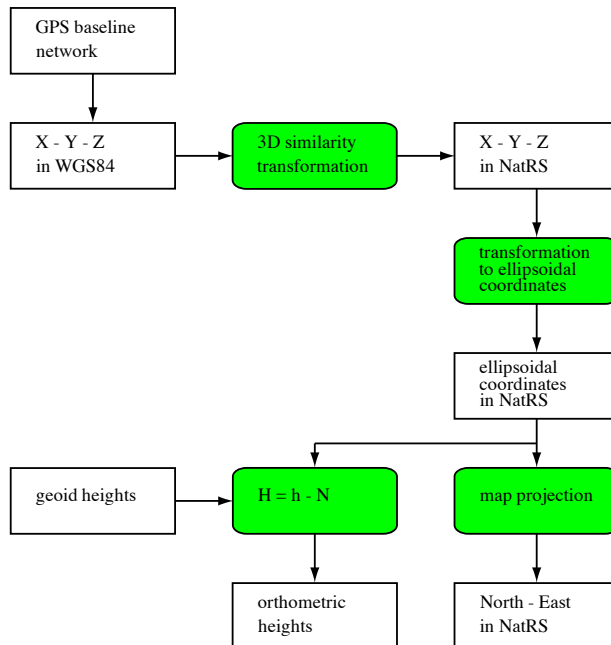 GPS baseline
network
X - Y - Z
in WGS84
3D similarity
transformation
X - Y - Z
in NatRS
transformation
to ellipsoidal
coordinates
ellipsoidal
coordinates
in NatRS
geoid heights
H = h - N
map projection
orthometric
heights
North - East
in NatRS